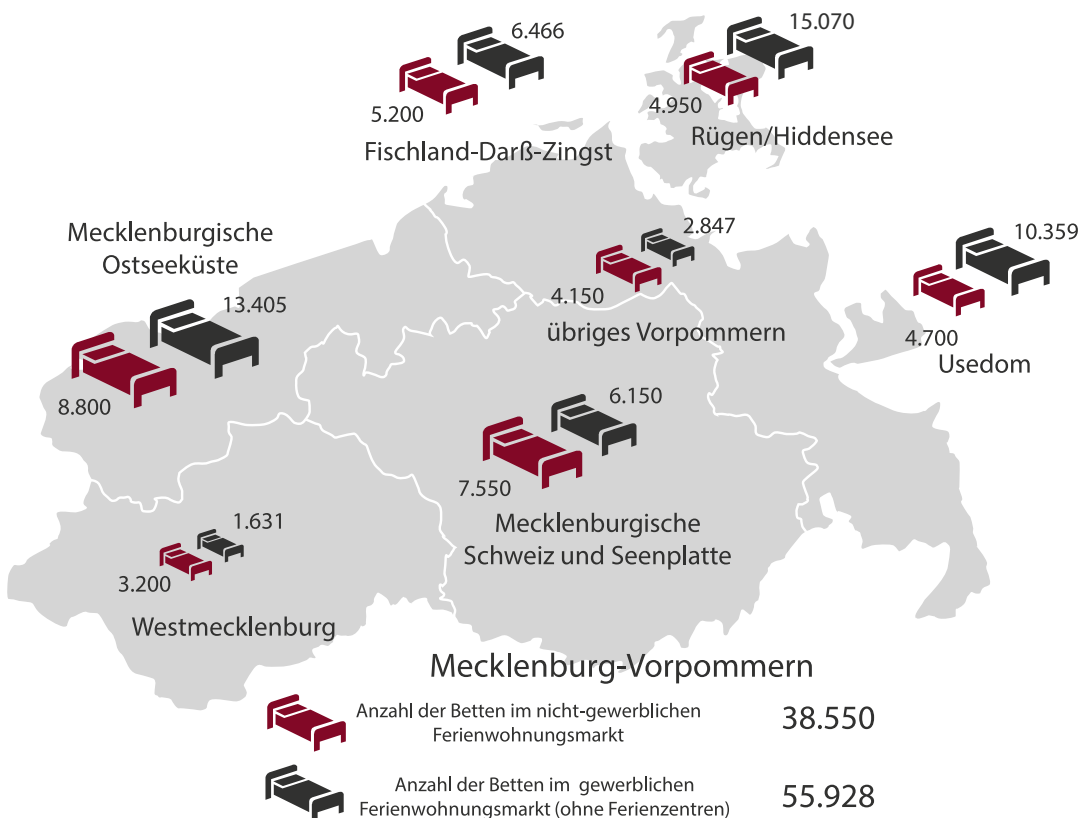 6.466
5.200
Fischland-Darß-Zingst
15.070
4.950
Rügen/Hiddensee
Mecklenburgische
Ostseeküste
13.405
8.800
2.847
4.150
übriges Vorpommern
10.359
4.700
Usedom
6.150
7.550
Mecklenburgische
Schweiz und Seenplatte
1.631
3.200
Westmecklenburg
Mecklenburg-Vorpommern
Anzahl der Betten im nicht-gewerblichen
Ferienwohnungsmarkt
38.550
Anzahl der Betten im gewerblichen
Ferienwohnungsmarkt (ohne Ferienzentren)
55.928